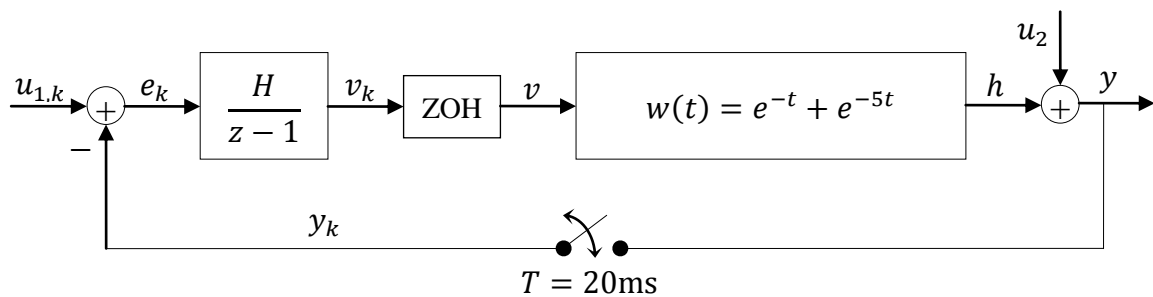 u₂
u₁,ₖ
+
−
eₖ
H
z − 1
vₖ
ZOH
v
w(t) = e⁻ᵗ + e⁻⁵ᵗ
h
+
y
yₖ
T = 20ms